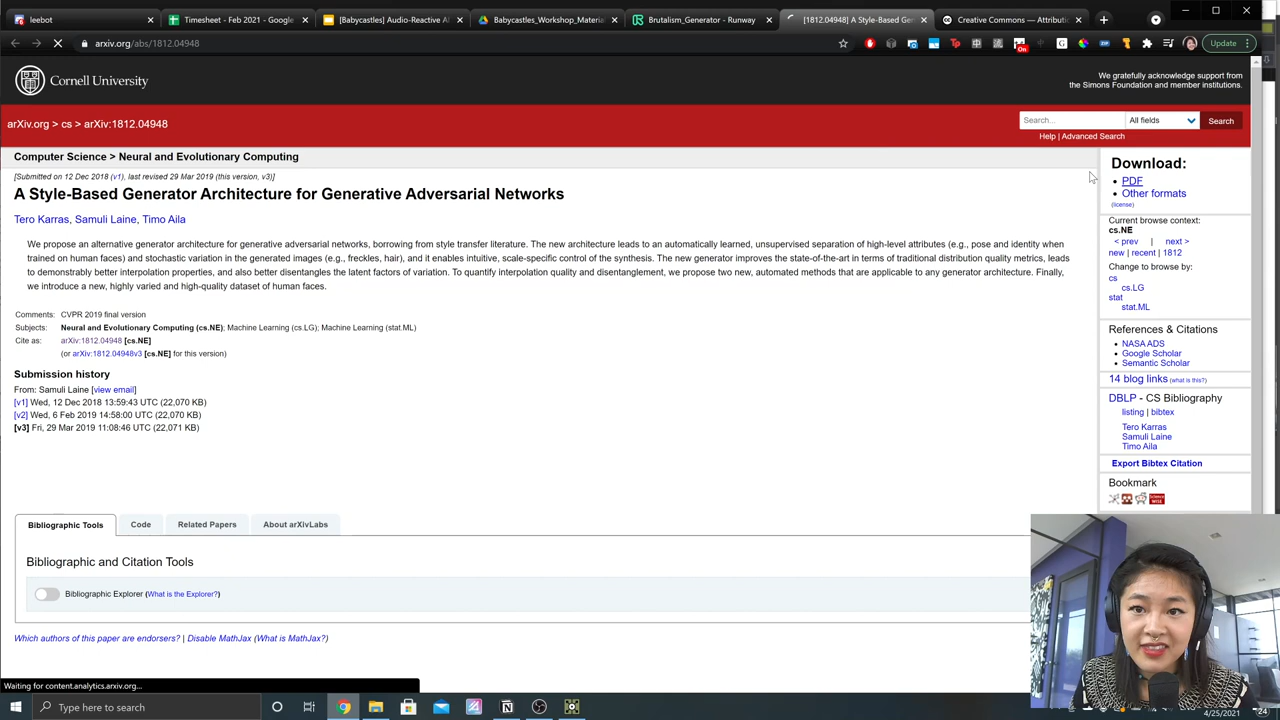 leebot
Timesheet - Feb 2021 - Google
[Babycastles] Audio-Reactive AI
Babycastles_Workshop_Material
Brutalism_Generator - Runway
[1812.04948] A Style-Based Gen
Creative Commons — Attributi
arxiv.org/abs/1812.04948
On
Update
Cornell University
We gratefully acknowledge support from
the Simons Foundation and member institutions.
arXiv.org > cs > arXiv:1812.04948
Search...
All fields
Search
Help | Advanced Search
Computer Science > Neural and Evolutionary Computing
[Submitted on 12 Dec 2018 (v1), last revised 29 Mar 2019 (this version, v3)]
A Style-Based Generator Architecture for Generative Adversarial Networks
Tero Karras, Samuli Laine, Timo Aila
We propose an alternative generator architecture for generative adversarial networks, borrowing from style transfer literature. The new architecture leads to an automatically learned, unsupervised separation of high-level attributes (e.g., pose and identity when
trained on human faces) and stochastic variation in the generated images (e.g., freckles, hair), and it enables intuitive, scale-specific control of the synthesis. The new generator improves the state-of-the-art in terms of traditional distribution quality metrics, leads
to demonstrably better interpolation properties, and also better disentangles the latent factors of variation. To quantify interpolation quality and disentanglement, we propose two new, automated methods that are applicable to any generator architecture. Finally,
we introduce a new, highly varied and high-quality dataset of human faces.
Comments: CVPR 2019 final version
Subjects: Neural and Evolutionary Computing (cs.NE); Machine Learning (cs.LG); Machine Learning (stat.ML)
Cite as: arXiv:1812.04948 [cs.NE]
(or arXiv:1812.04948v3 [cs.NE] for this version)
Submission history
From: Samuli Laine [view email]
[v1] Wed, 12 Dec 2018 13:59:43 UTC (22,070 KB)
[v2] Wed, 6 Feb 2019 14:58:00 UTC (22,070 KB)
[v3] Fri, 29 Mar 2019 11:08:46 UTC (22,071 KB)
Bibliographic Tools
Code
Related Papers
About arXivLabs
Bibliographic and Citation Tools
Bibliographic Explorer (What is the Explorer?)
Which authors of this paper are endorsers? | Disable MathJax (What is MathJax?)
Download:
PDF
Other formats
(license)
Current browse context:
cs.NE
< prev | next >
new | recent | 1812
Change to browse by:
cs
cs.LG
stat
stat.ML
References & Citations
NASA ADS
Google Scholar
Semantic Scholar
14 blog links (what is this?)
DBLP - CS Bibliography
listing | bibtex
Tero Karras
Samuli Laine
Timo Aila
Export Bibtex Citation
Bookmark
Waiting for content.analytics.arxiv.org...
Type here to search
4/25/2021
24